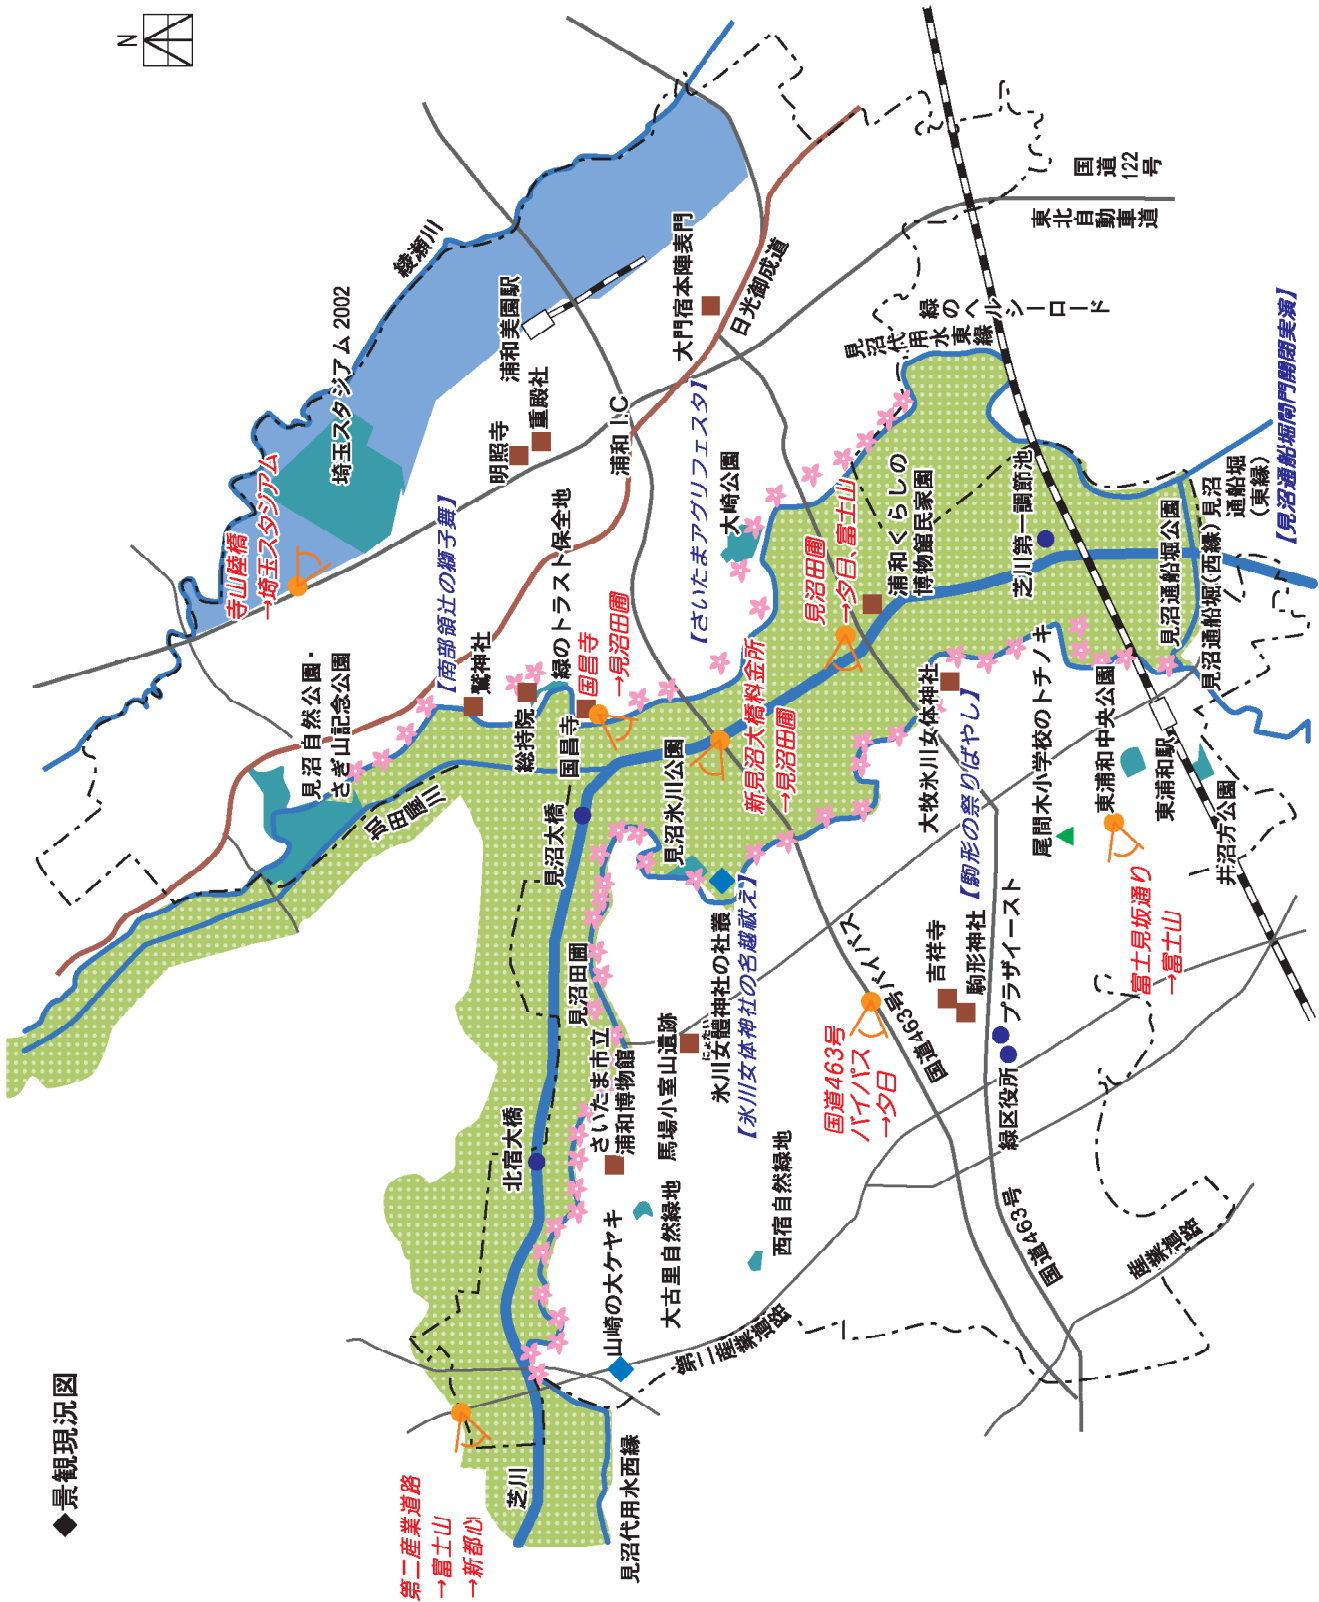 ◆景観現況図
N
第二産業道路
→富士山
→新都心
芝川
見沼代用水西縁
北宿大橋
さいたま市立
浦和博物館
山崎の大ケヤキ
大古里自然緑地
馬場小室山遺跡
西宿自然緑地
第二産業道路
見沼田圃
見沼大橋
見沼氷川公園
にょたい
氷川女體神社の社叢
【氷川女体神社の名越祓え】
見沼自然公園・
さぎ山記念公園
加田屋川
【南部領辻の獅子舞】
鷲神社
総持院
緑のトラスト保全地
国昌寺
国昌寺
→見沼田圃
寺山陸橋
→埼玉スタジアム
埼玉スタジアム 2002
綾瀬川
浦和美園駅
明照寺
重殿社
浦和 I.C
大門宿本陣表門
日光御成道
【さいたまアグリフェスタ】
大崎公園
新見沼大橋料金所
→見沼田圃
見沼田圃
→夕日、富士山
浦和くらしの
博物館民家園
見沼代用水東縁
緑のヘルシーロード
東北自動車道
国道122号
芝川第一調節池
見沼通船堀公園
見沼通船堀(西縁)
見沼
通船堀
(東縁)
【見沼通船堀閘門開閉実演】
大牧氷川女体神社
【駒形の祭りばやし】
尾間木小学校のトチノキ
東浦和中央公園
東浦和駅
井沼方公園
富士見坂通り
→富士山
国道463号
バイパス
→夕日
国道463号バイパス
吉祥寺
駒形神社
プラザイースト
緑区役所
国道463号
産業道路